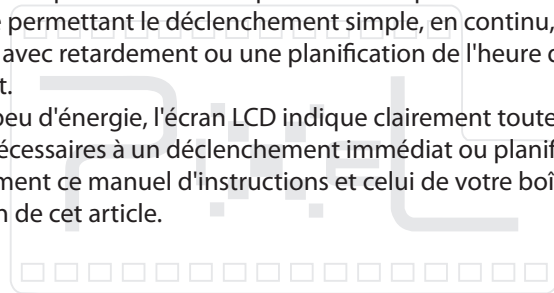 permettant le déclenchement simple, en continu,
avec retardement ou une planification de l'heure
t.
peu d'énergie, l'écran LCD indique clairement toute
écessaires à un déclenchement immédiat ou planif
ment ce manuel d'instructions et celui de votre boî
n de cet article.